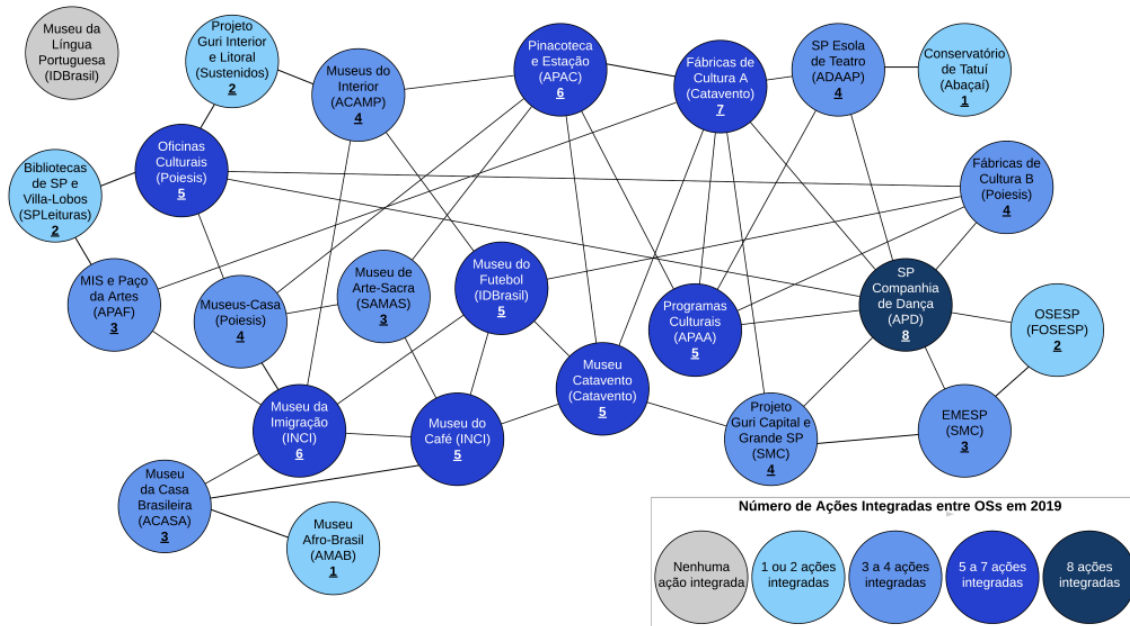 Museu da
Língua
Portuguesa
(IDBrasil)
Projeto
Guri Interior
e Litoral
(Sustenidos)
2
Museus do
Interior
(ACAMP)
4
Pinacoteca
e Estação
(APAC)
6
Fábricas de
Cultura A
(Catavento)
7
SP Esola
de Teatro
(ADAAP)
4
Conservatório
de Tatuí
(Abaçaí)
1
Oficinas
Culturais
(Poiesis)
5
Bibliotecas
de SP e
Villa-Lobos
(SPLeituras)
2
Fábricas de
Cultura B
(Poiesis)
4
MIS e Paço
da Artes
(APAF)
3
Museus-Casa
(Poiesis)
4
Museu de
Arte-Sacra
(SAMAS)
3
Museu do
Futebol
(IDBrasil)
5
Programas
Culturais
(APAA)
5
SP
Companhia
de Dança
(APD)
8
OSESP
(FOSESP)
2
Museu da
Imigração
(INCI)
6
Museu do
Café (INCI)
5
Museu
Catavento
(Catavento)
5
Projeto
Guri Capital e
Grande SP
(SMC)
4
EMESP
(SMC)
3
Museu
da Casa
Brasileira
(ACASA)
3
Museu
Afro-Brasil
(AMAB)
1
Número de Ações Integradas entre OSs em 2019
Nenhuma
ação integrada
1 ou 2 ações
integradas
3 a 4 ações
integradas
5 a 7 ações
integradas
8 ações
integradas